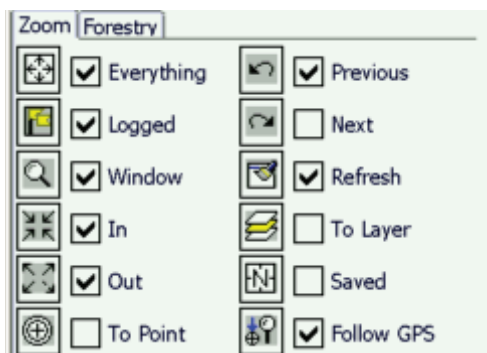 Zoom Forestry
Everything Previous
Logged Next
Window Refresh
In To Layer
Out Saved
To Point Follow GPS